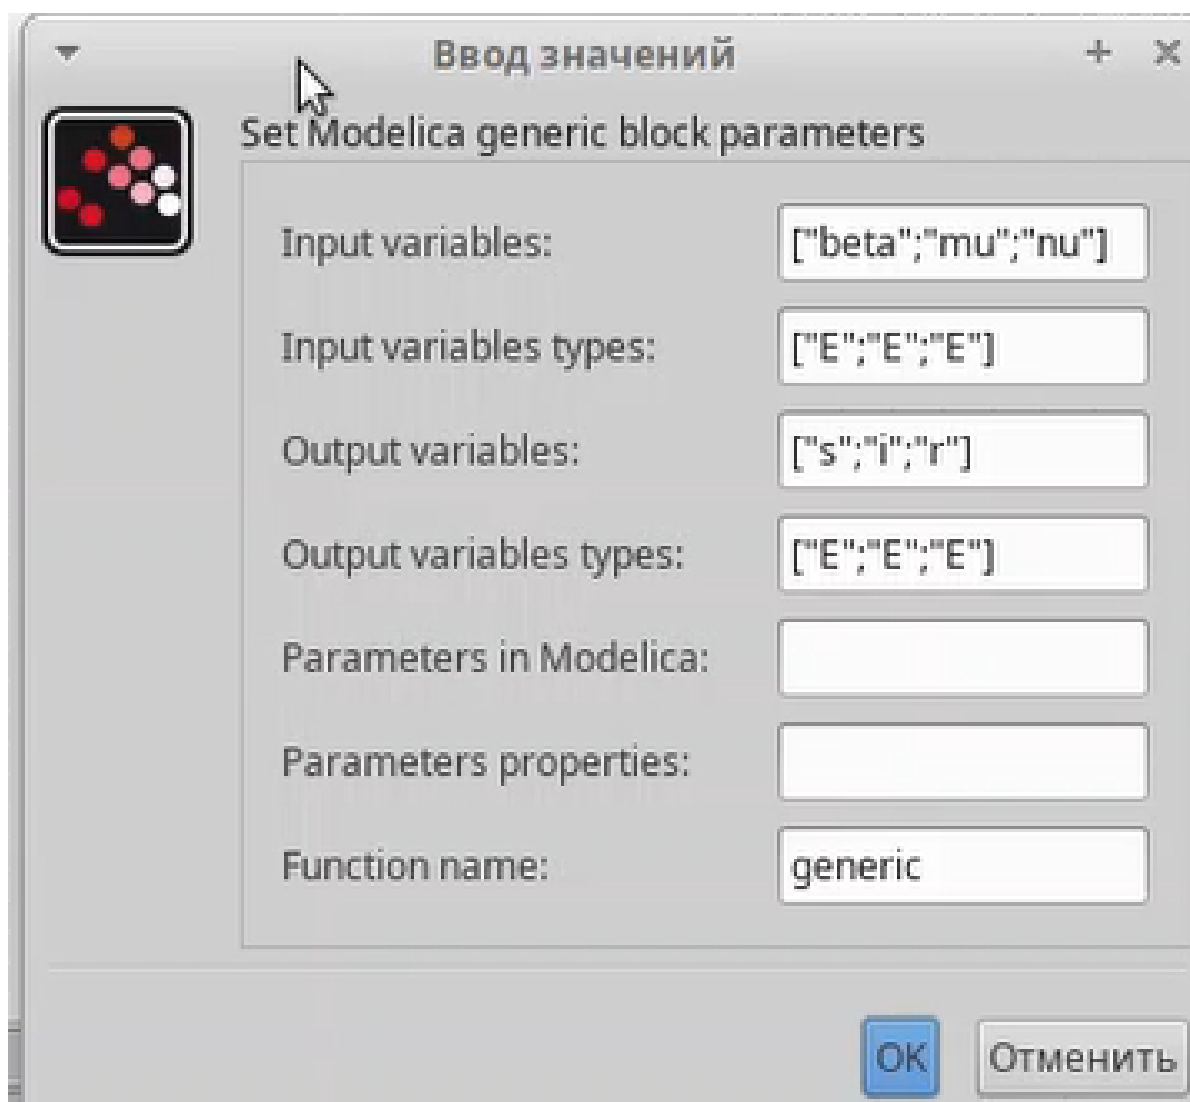 Ввод значений
Set Modelica generic block parameters
Input variables: ["beta";"mu";"nu"]
Input variables types: ["E";"E";"E"]
Output variables: ["s";"i";"r"]
Output variables types: ["E";"E";"E"]
Parameters in Modelica:
Parameters properties:
Function name: generic
OK Отменить